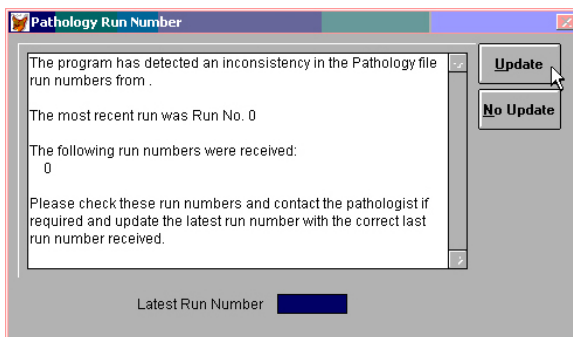 Pathology Run Number
The program has detected an inconsistency in the Pathology file
run numbers from .
The most recent run was Run No. 0
The following run numbers were received:
0
Please check these run numbers and contact the pathologist if
required and update the latest run number with the correct last
run number received.
Update
No Update
Latest Run Number